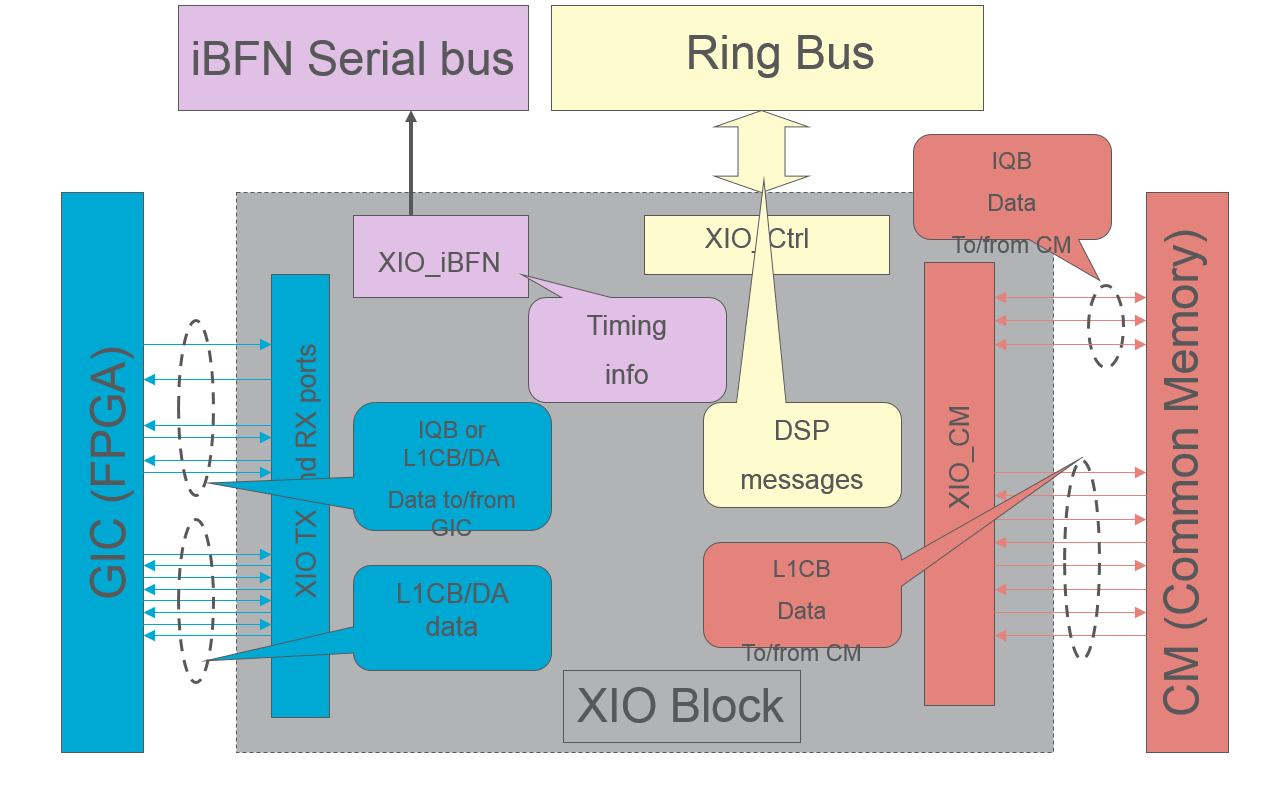 iBFN Serial bus
Ring Bus
IQB
Data
To/from CM
XIO_iBFN
XIO_Ctrl
Timing
info
GIC (FPGA)
XIO TX nd RX ports
IQB or
L1CB/DA
Data to/from
GIC
DSP
messages
XIO_CM
CM (Common Memory)
L1CB/DA
data
L1CB
Data
To/from CM
XIO Block